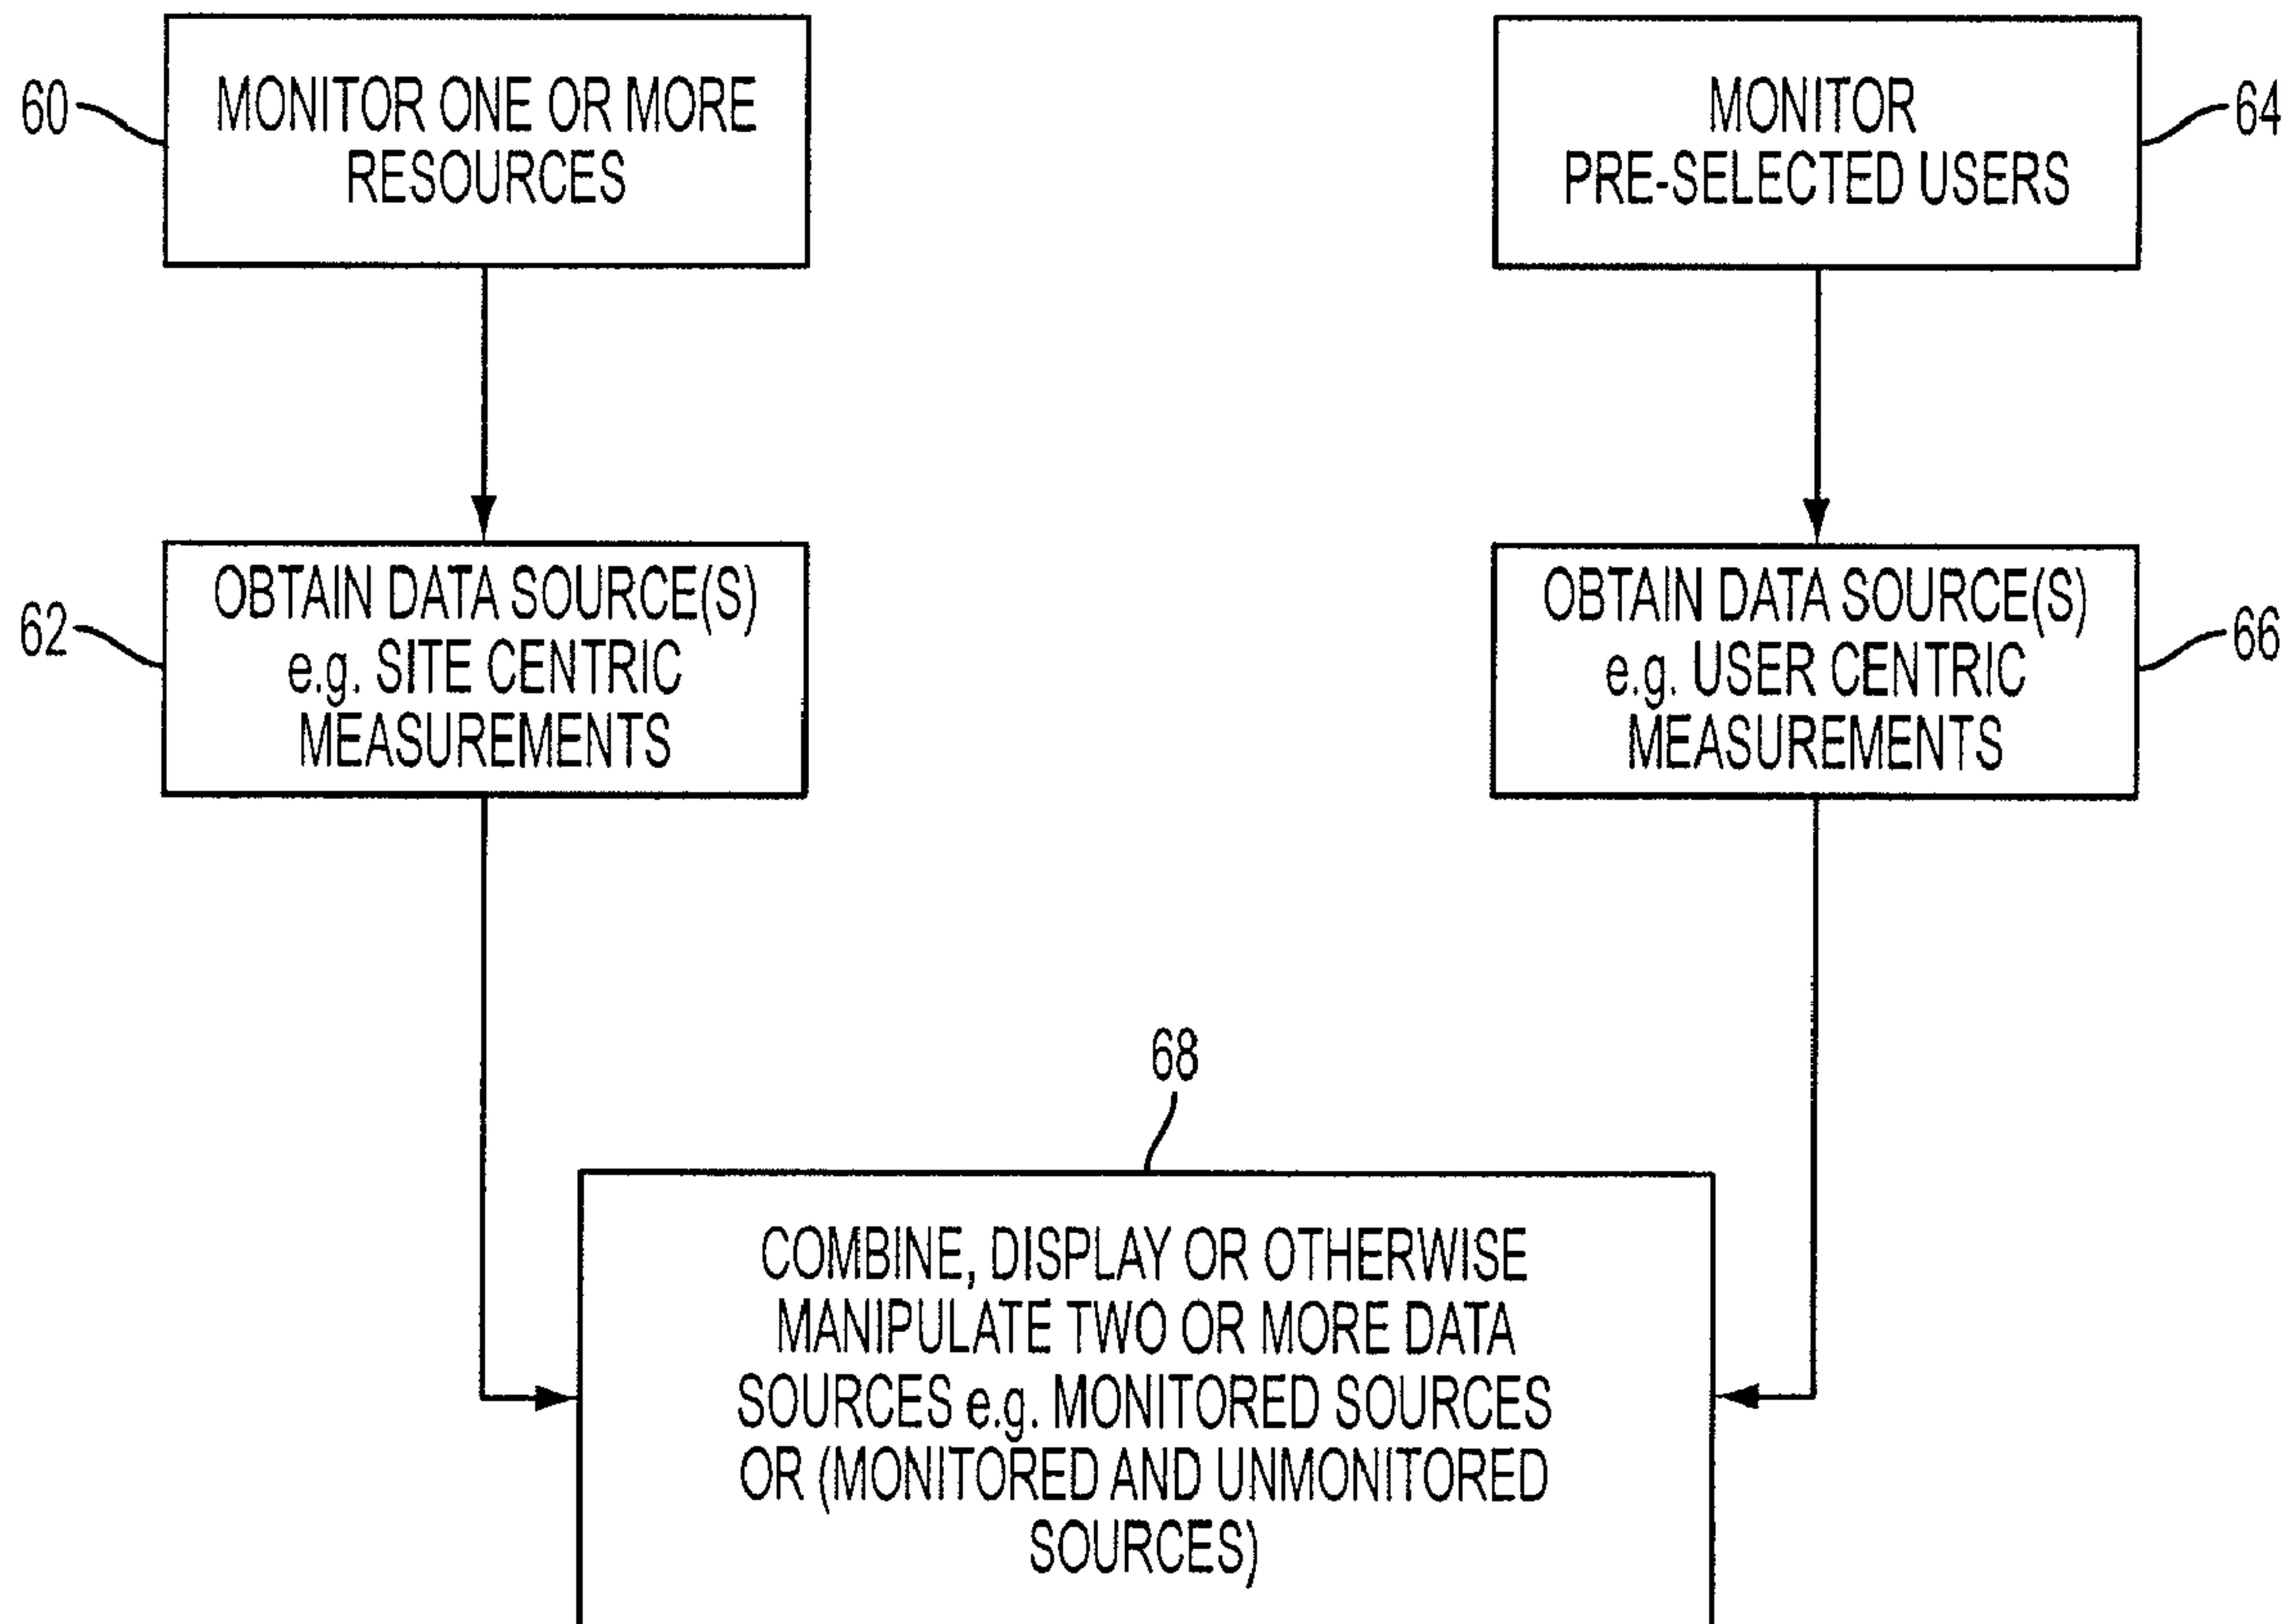 60
MONITOR ONE OR MORE
RESOURCES
MONITOR
PRE-SELECTED USERS
64
62
OBTAIN DATA SOURCE(S)
e.g. SITE CENTRIC
MEASUREMENTS
OBTAIN DATA SOURCE(S)
e.g. USER CENTRIC
MEASUREMENTS
66
68
COMBINE, DISPLAY OR OTHERWISE
MANIPULATE TWO OR MORE DATA
SOURCES e.g. MONITORED SOURCES
OR (MONITORED AND UNMONITORED
SOURCES)